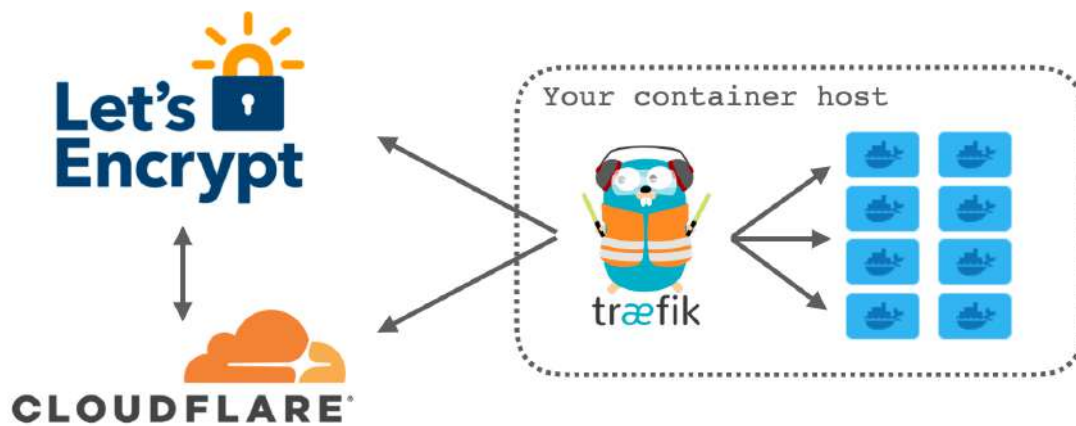 Let's
Encrypt
Your container host
træfik
CLOUDFLARE®